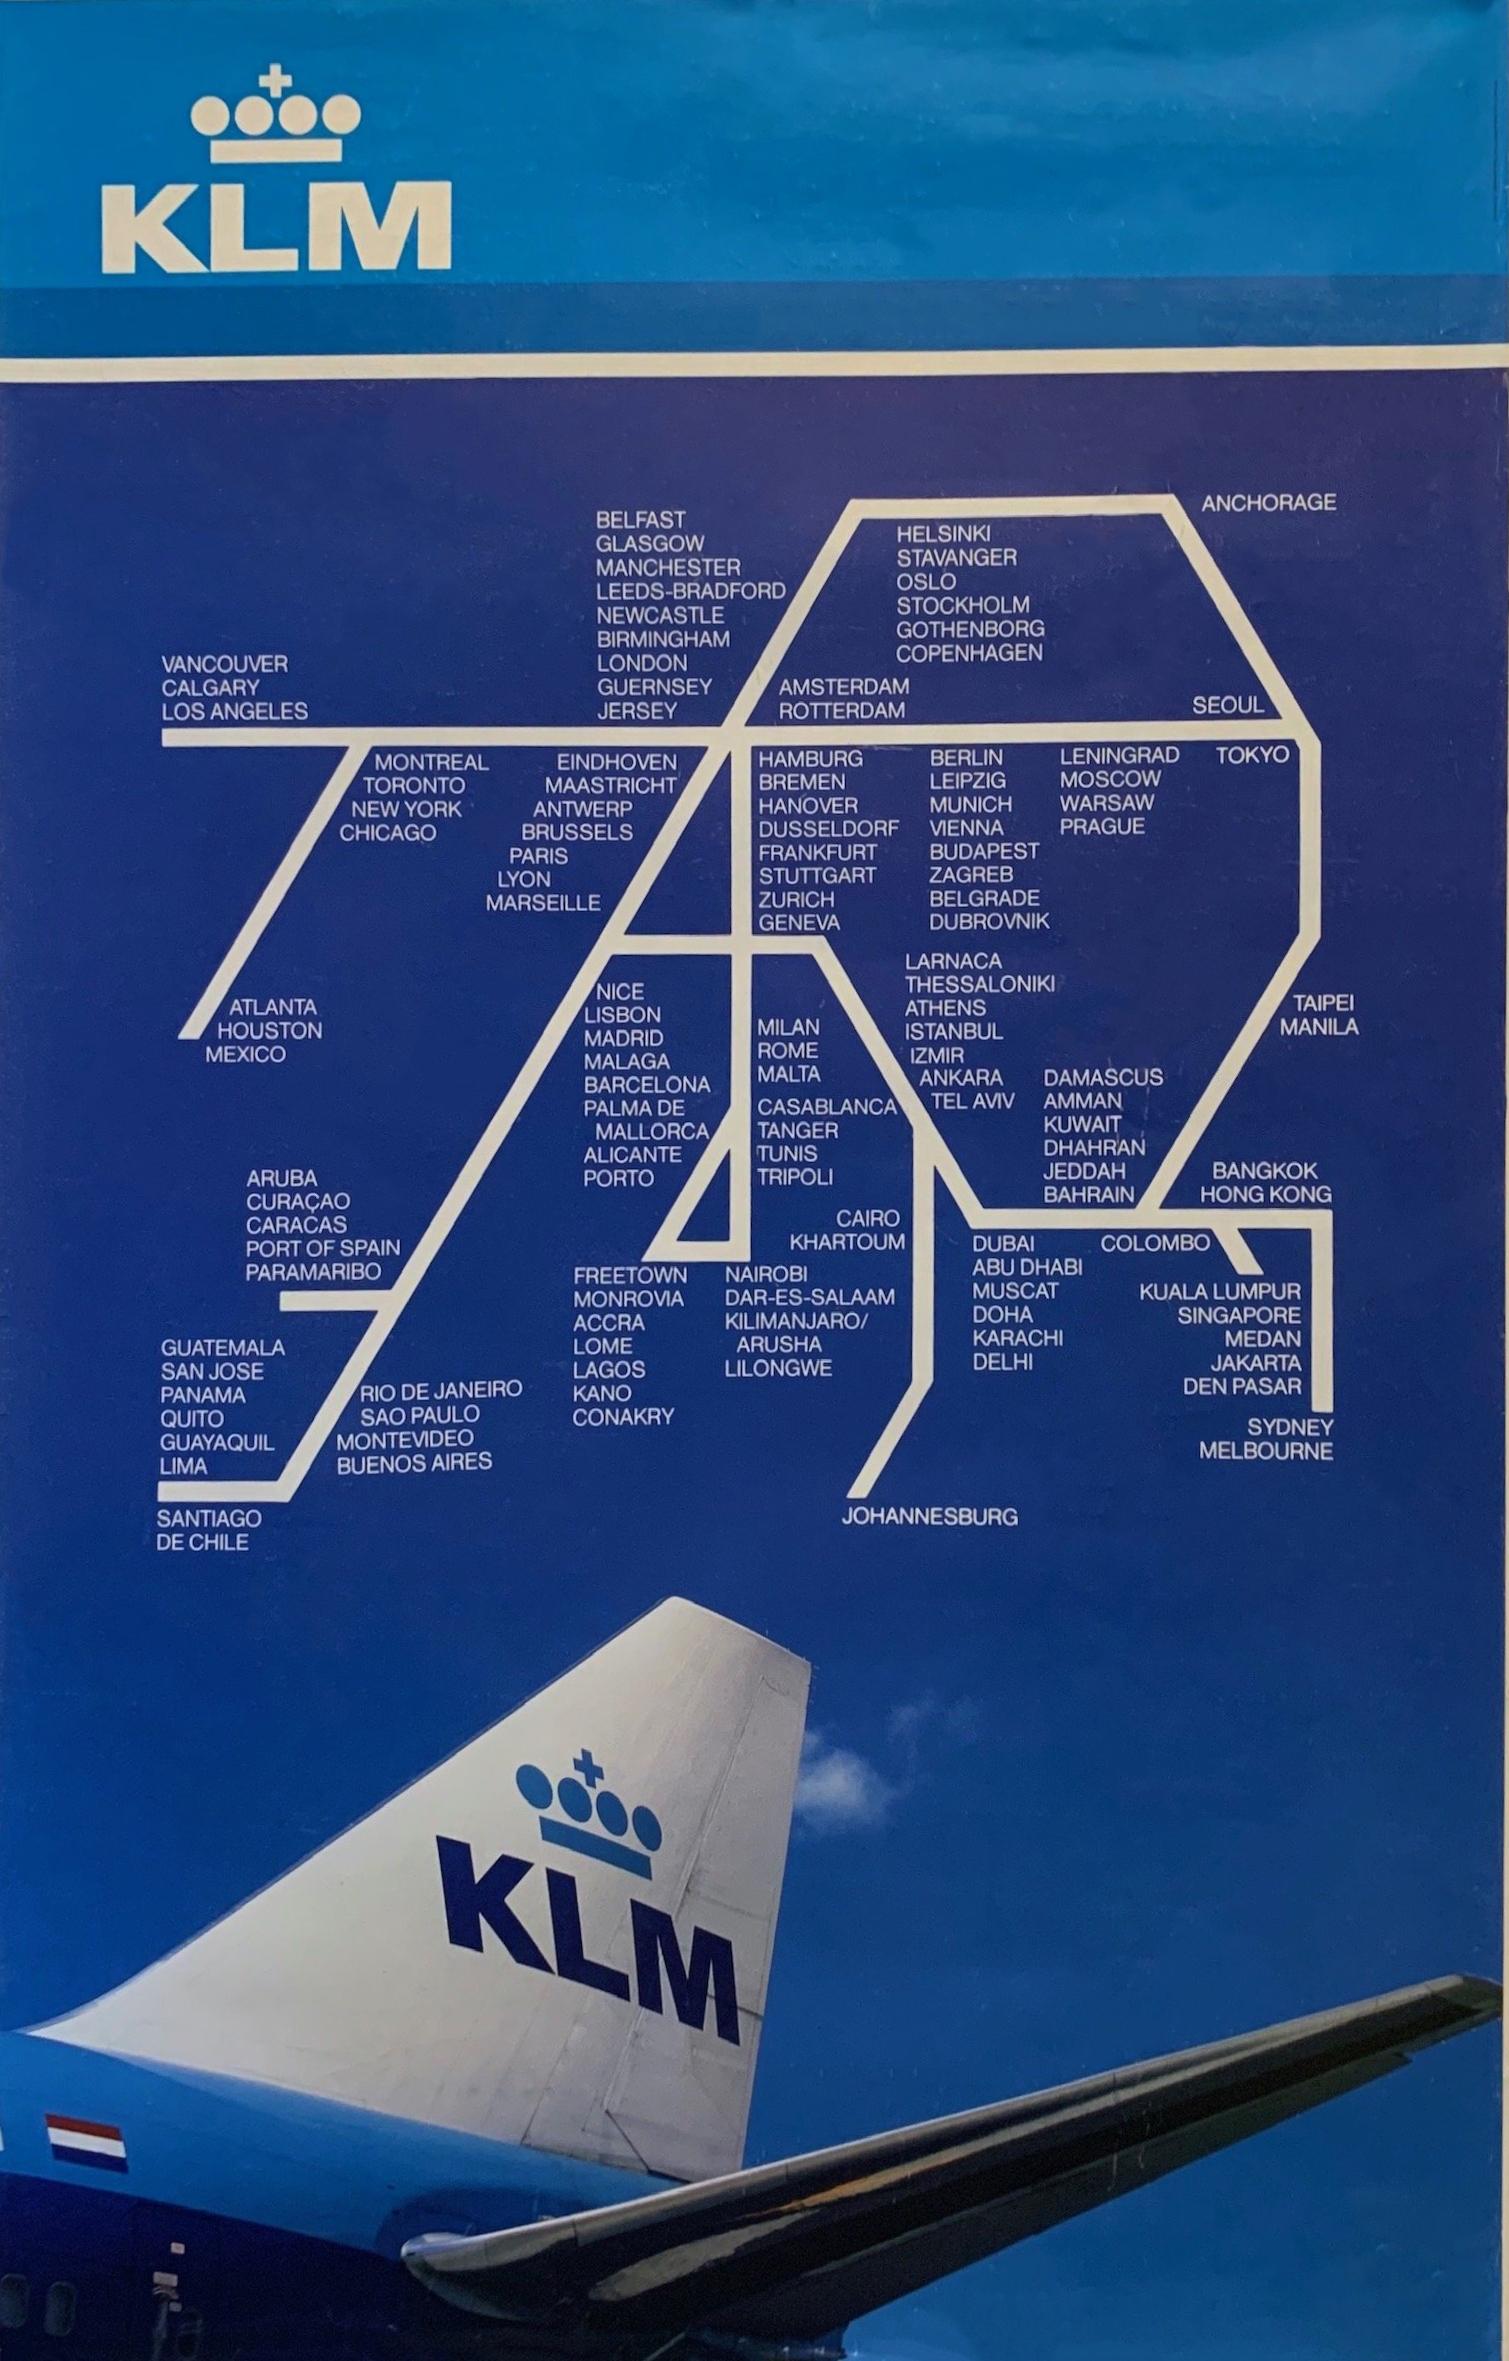 KLM
ANCHORAGE
BELFAST
GLASGOW
MANCHESTER
LEEDS-BRADFORD
NEWCASTLE
BIRMINGHAM
LONDON
GUERNSEY
JERSEY
HELSINKI
STAVANGER
OSLO
STOCKHOLM
GOTHENBORG
COPENHAGEN
VANCOUVER
CALGARY
LOS ANGELES
AMSTERDAM
ROTTERDAM
SEOUL
MONTREAL
TORONTO
NEW YORK
CHICAGO
EINDHOVEN
MAASTRICHT
ANTWERP
BRUSSELS
PARIS
LYON
MARSEILLE
HAMBURG
BREMEN
HANOVER
DUSSELDORF
FRANKFURT
STUTTGART
ZURICH
GENEVA
BERLIN
LEIPZIG
MUNICH
VIENNA
BUDAPEST
ZAGREB
BELGRADE
DUBROVNIK
LENINGRAD
MOSCOW
WARSAW
PRAGUE
TOKYO
ATLANTA
HOUSTON
MEXICO
NICE
LISBON
MADRID
MALAGA
BARCELONA
PALMA DE
MALLORCA
ALICANTE
PORTO
MILAN
ROME
MALTA
CASABLANCA
TANGER
TUNIS
TRIPOLI
LARNACA
THESSALONIKI
ATHENS
ISTANBUL
IZMIR
ANKARA
TEL AVIV
DAMASCUS
AMMAN
KUWAIT
DHAHRAN
JEDDAH
BAHRAIN
TAIPEI
MANILA
BANGKOK
HONG KONG
ARUBA
CURAÇAO
CARACAS
PORT OF SPAIN
PARAMARIBO
CAIRO
KHARTOUM
DUBAI
ABU DHABI
MUSCAT
DOHA
KARACHI
DELHI
COLOMBO
KUALA LUMPUR
SINGAPORE
MEDAN
JAKARTA
DEN PASAR
SYDNEY
MELBOURNE
FREETOWN
MONROVIA
ACCRA
LOME
LAGOS
KANO
CONAKRY
NAIROBI
DAR-ES-SALAAM
KILIMANJARO/
ARUSHA
LILONGWE
GUATEMALA
SAN JOSE
PANAMA
QUITO
GUAYAQUIL
LIMA
RIO DE JANEIRO
SAO PAULO
MONTEVIDEO
BUENOS AIRES
SANTIAGO
DE CHILE
JOHANNESBURG
KLM